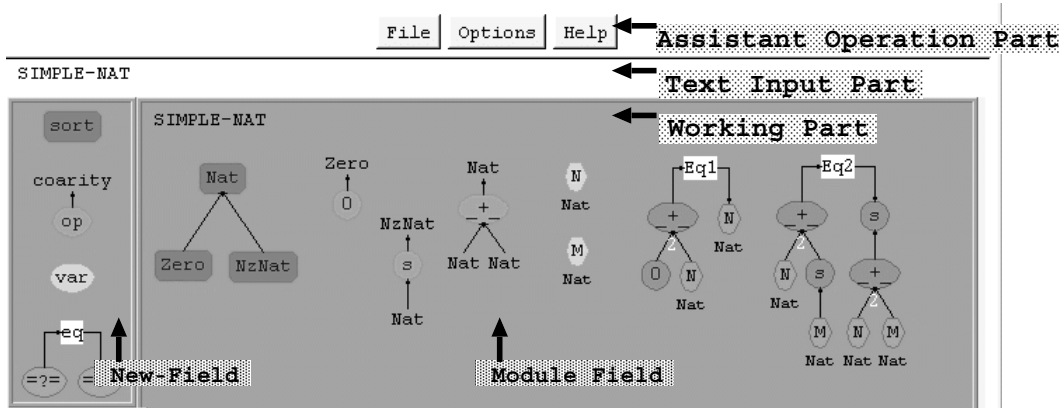 File Options Help
Assistant Operation Part
SIMPLE-NAT
Text Input Part
sort
SIMPLE-NAT
Working Part
coarity
op
var
eq
=?=
=
New-Field
Nat
Zero NzNat
Zero
0
NzNat
s
Nat
Nat
_+_
Nat Nat
N
Nat
M
Nat
Eq1
_+_
2
0
N
Nat
N
Nat
Eq2
_+_
2
N
Nat
s
M
Nat
s
_+_
2
N
Nat
M
Nat
Module Field